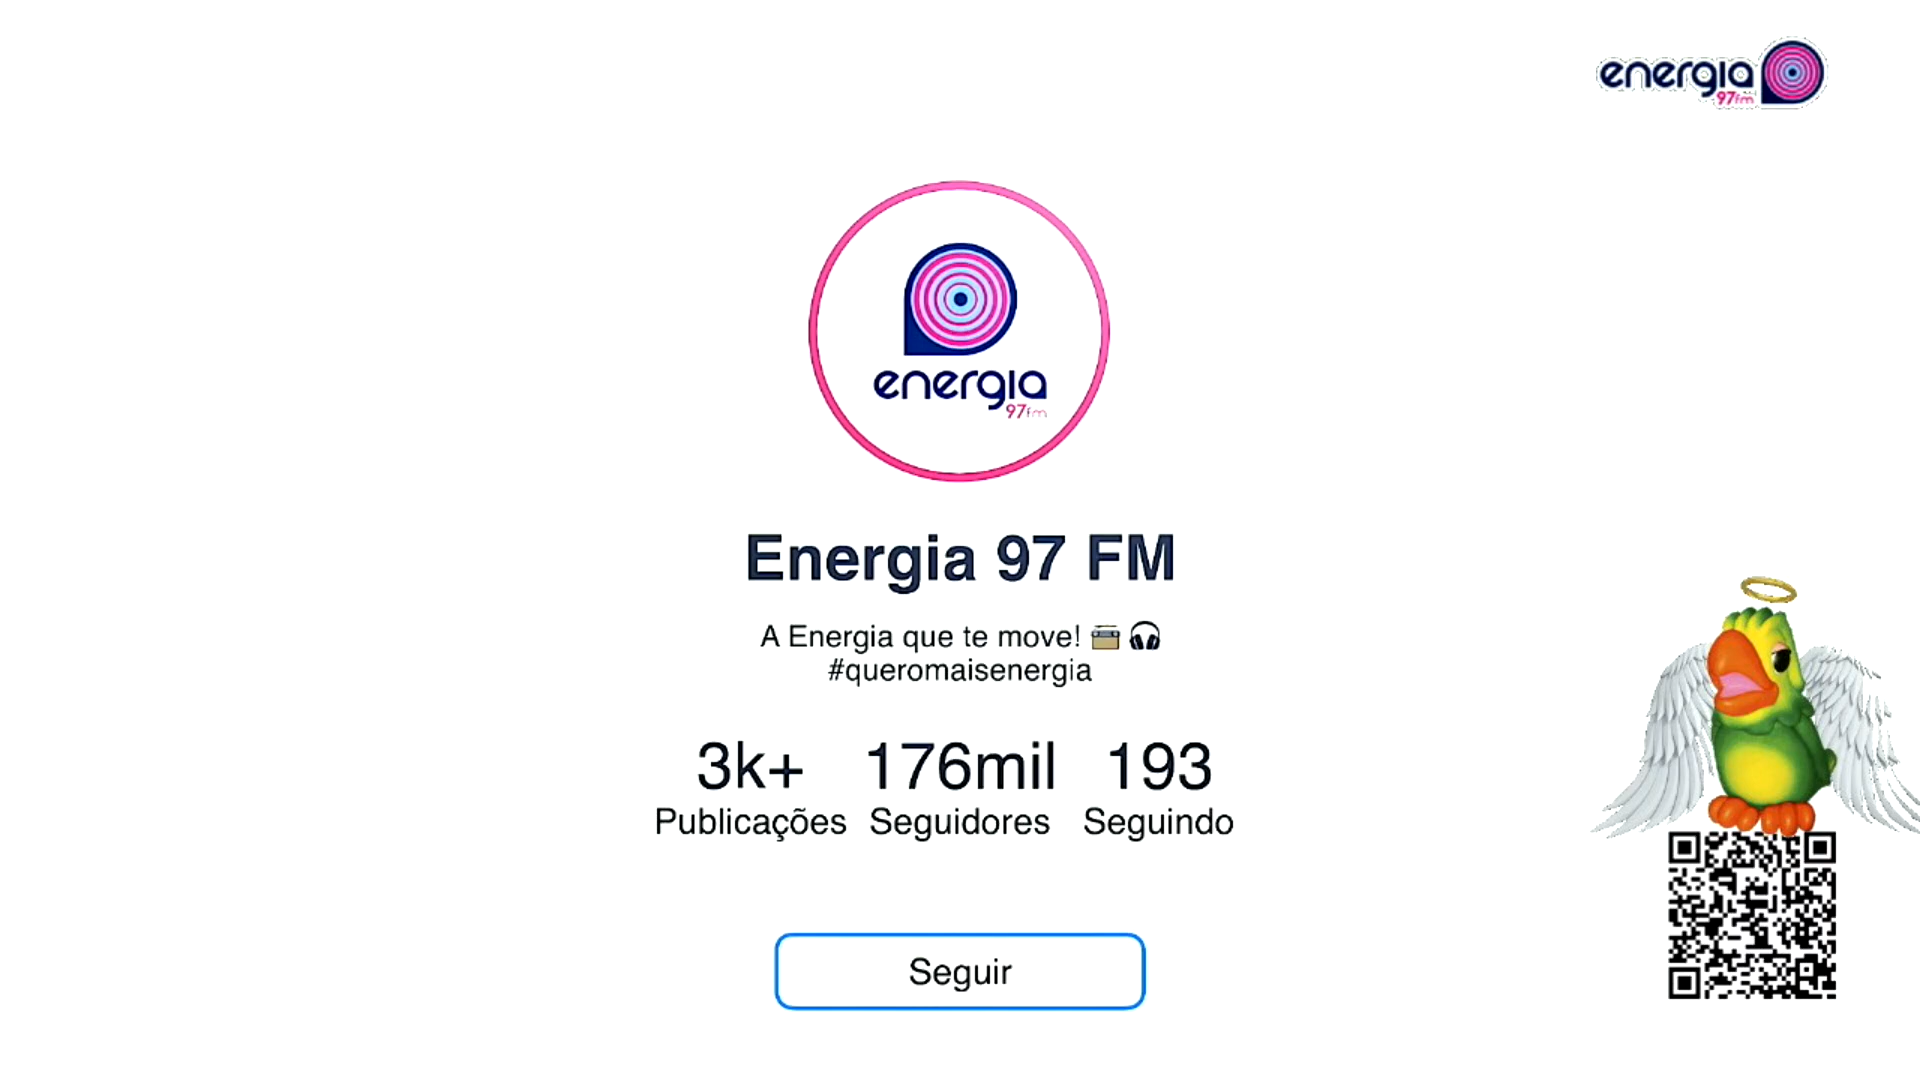 energia
97fm
energia
97fm
Energia 97 FM
A Energia que te move!
#queromaisenergia
3k+ 176mil 193
Publicações Seguidores Seguindo
Seguir